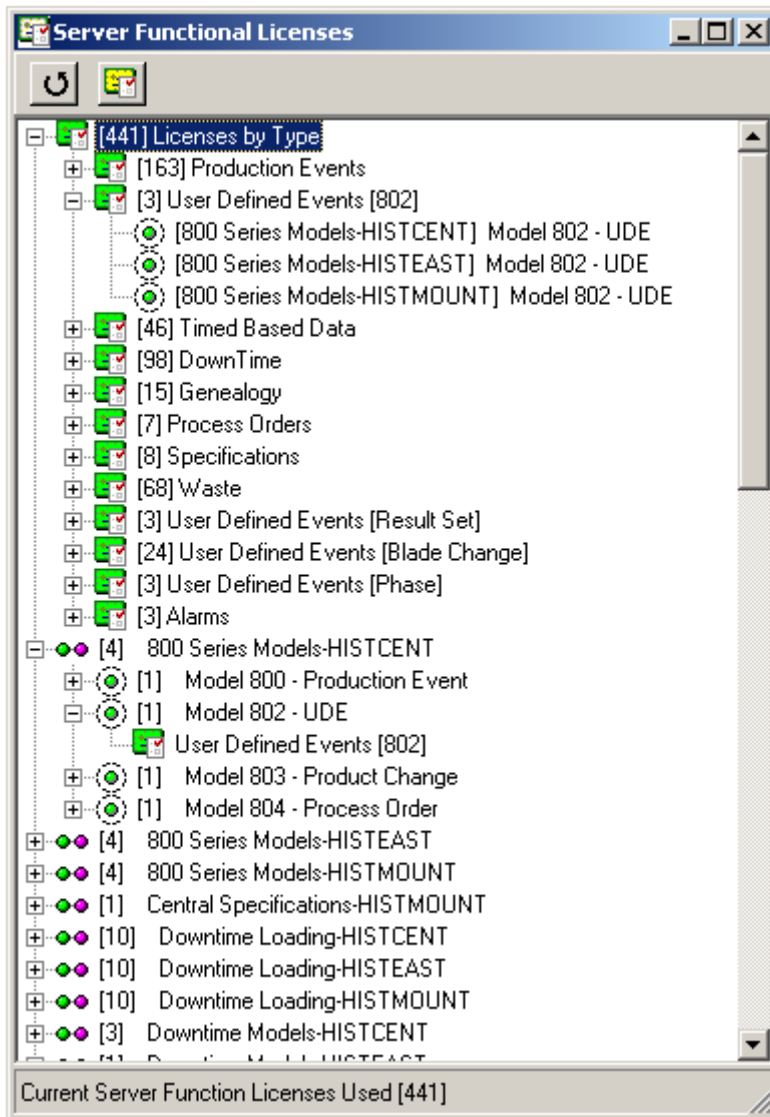 Server Functional Licenses
[441] Licenses by Type
[163] Production Events
[3] User Defined Events [802]
[800 Series Models-HISTCENT] Model 802 - UDE
[800 Series Models-HISTEAST] Model 802 - UDE
[800 Series Models-HISTMOUNT] Model 802 - UDE
[46] Timed Based Data
[98] DownTime
[15] Genealogy
[7] Process Orders
[8] Specifications
[68] Waste
[3] User Defined Events [Result Set]
[24] User Defined Events [Blade Change]
[3] User Defined Events [Phase]
[3] Alarms
[4] 800 Series Models-HISTCENT
[1] Model 800 - Production Event
[1] Model 802 - UDE
User Defined Events [802]
[1] Model 803 - Product Change
[1] Model 804 - Process Order
[4] 800 Series Models-HISTEAST
[4] 800 Series Models-HISTMOUNT
[1] Central Specifications-HISTMOUNT
[10] Downtime Loading-HISTCENT
[10] Downtime Loading-HISTEAST
[10] Downtime Loading-HISTMOUNT
[3] Downtime Models-HISTCENT
Current Server Function Licenses Used [441]